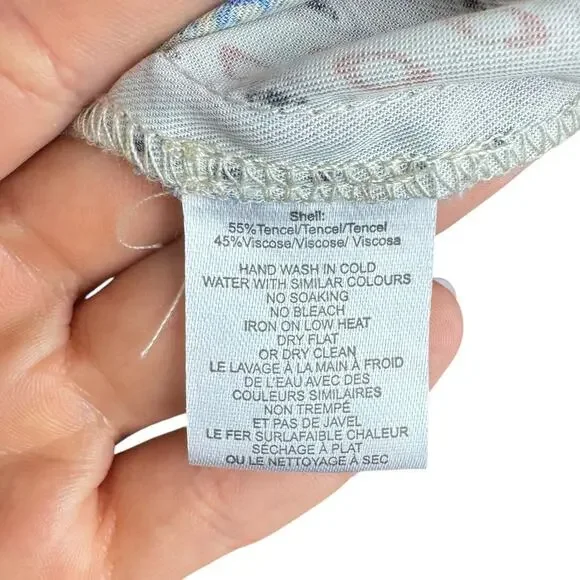 Shell:
55%Tencel/Tencel/Tencel
45%Viscose/Viscose/ Viscosa
HAND WASH IN COLD
WATER WITH SIMILAR COLOURS
NO SOAKING
NO BLEACH
IRON ON LOW HEAT
DRY FLAT
OR DRY CLEAN
LE LAVAGE À LA MAIN À FROID
DE L'EAU AVEC DES
COULEURS SIMILAIRES
NON TREMPÉ
ET PAS DE JAVEL
LE FER SURLAFAIBLE CHALEUR
SÉCHAGE À PLAT
OU LE NETTOYAGE À SEC